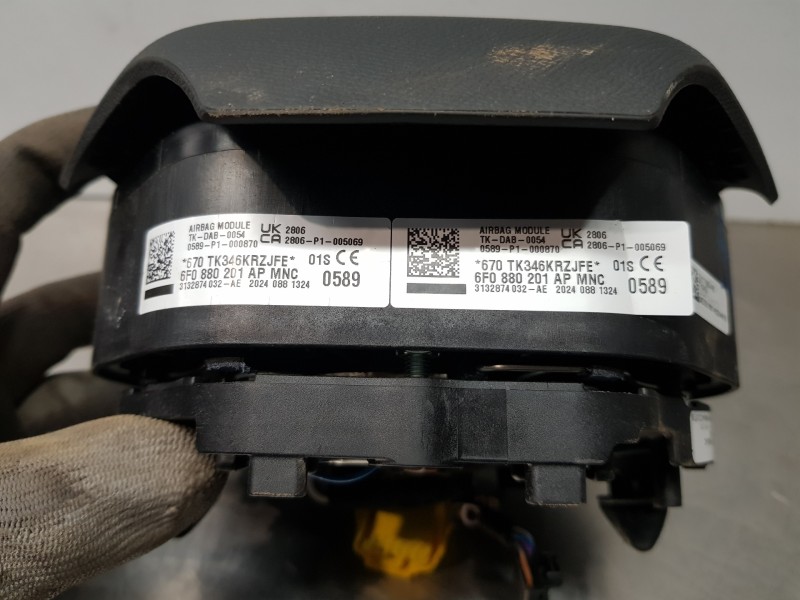 AIRBAG MODULE
TK-DAB-0054
0589-P1-000870
UK
CA
2806
2806-P1-005069
*670 TK346KRZJFE* 01S CE
6F0 880 201 AP MNC 0589
3132874 032-AE 2024 088 1324
AIRBAG MODULE
TK-DAB-0054
0589-P1-000870
UK
CA
2806
2806-P1-005069
*670 TK346KRZJFE* 01S CE
6F0 880 201 AP MNC 0589
3132874 032-AE 2024 088 1324